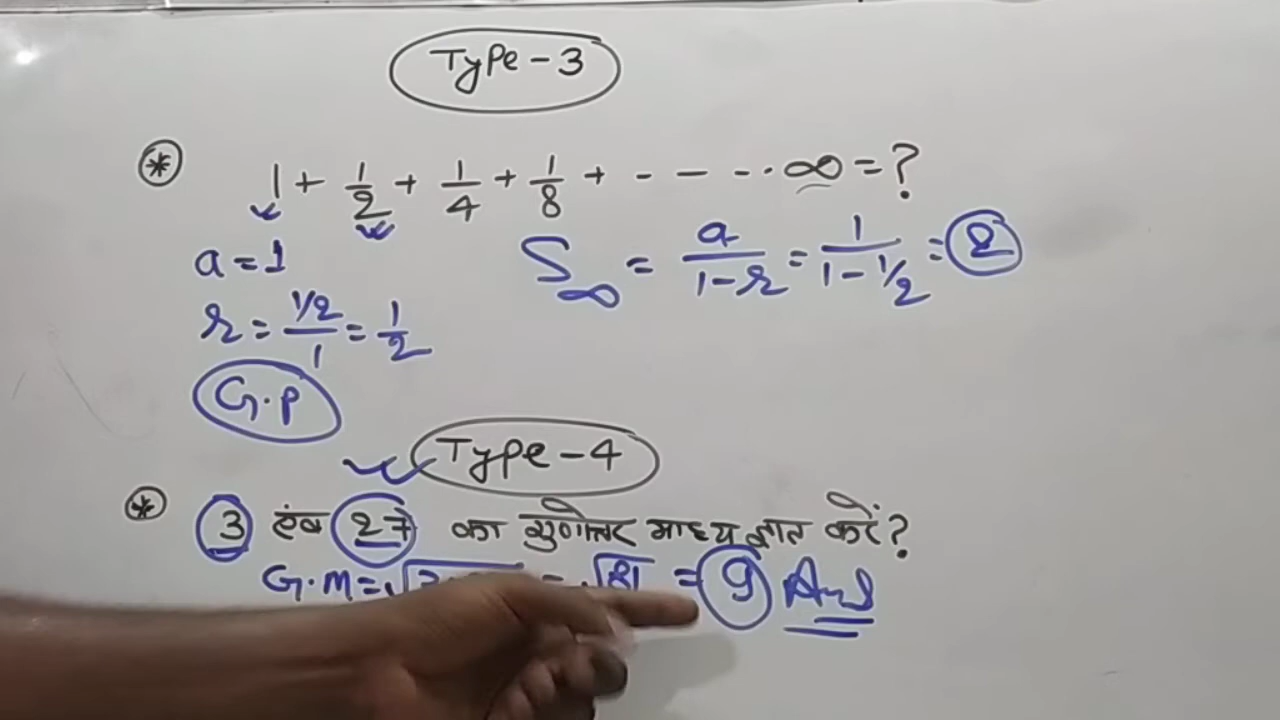 Type-3
* 1 + 1/2 + 1/4 + 1/8 + - - - .. ∞ = ?
a = 1
S∞ = a/1-r = 1/1-1/2 = 2
r = 1/2/1 = 1/2
G.P
Type-4
* 3 एंव 27 का गुणोत्तर माध्य ज्ञात करें?
G.M = √3 = √81 = 9 Ans